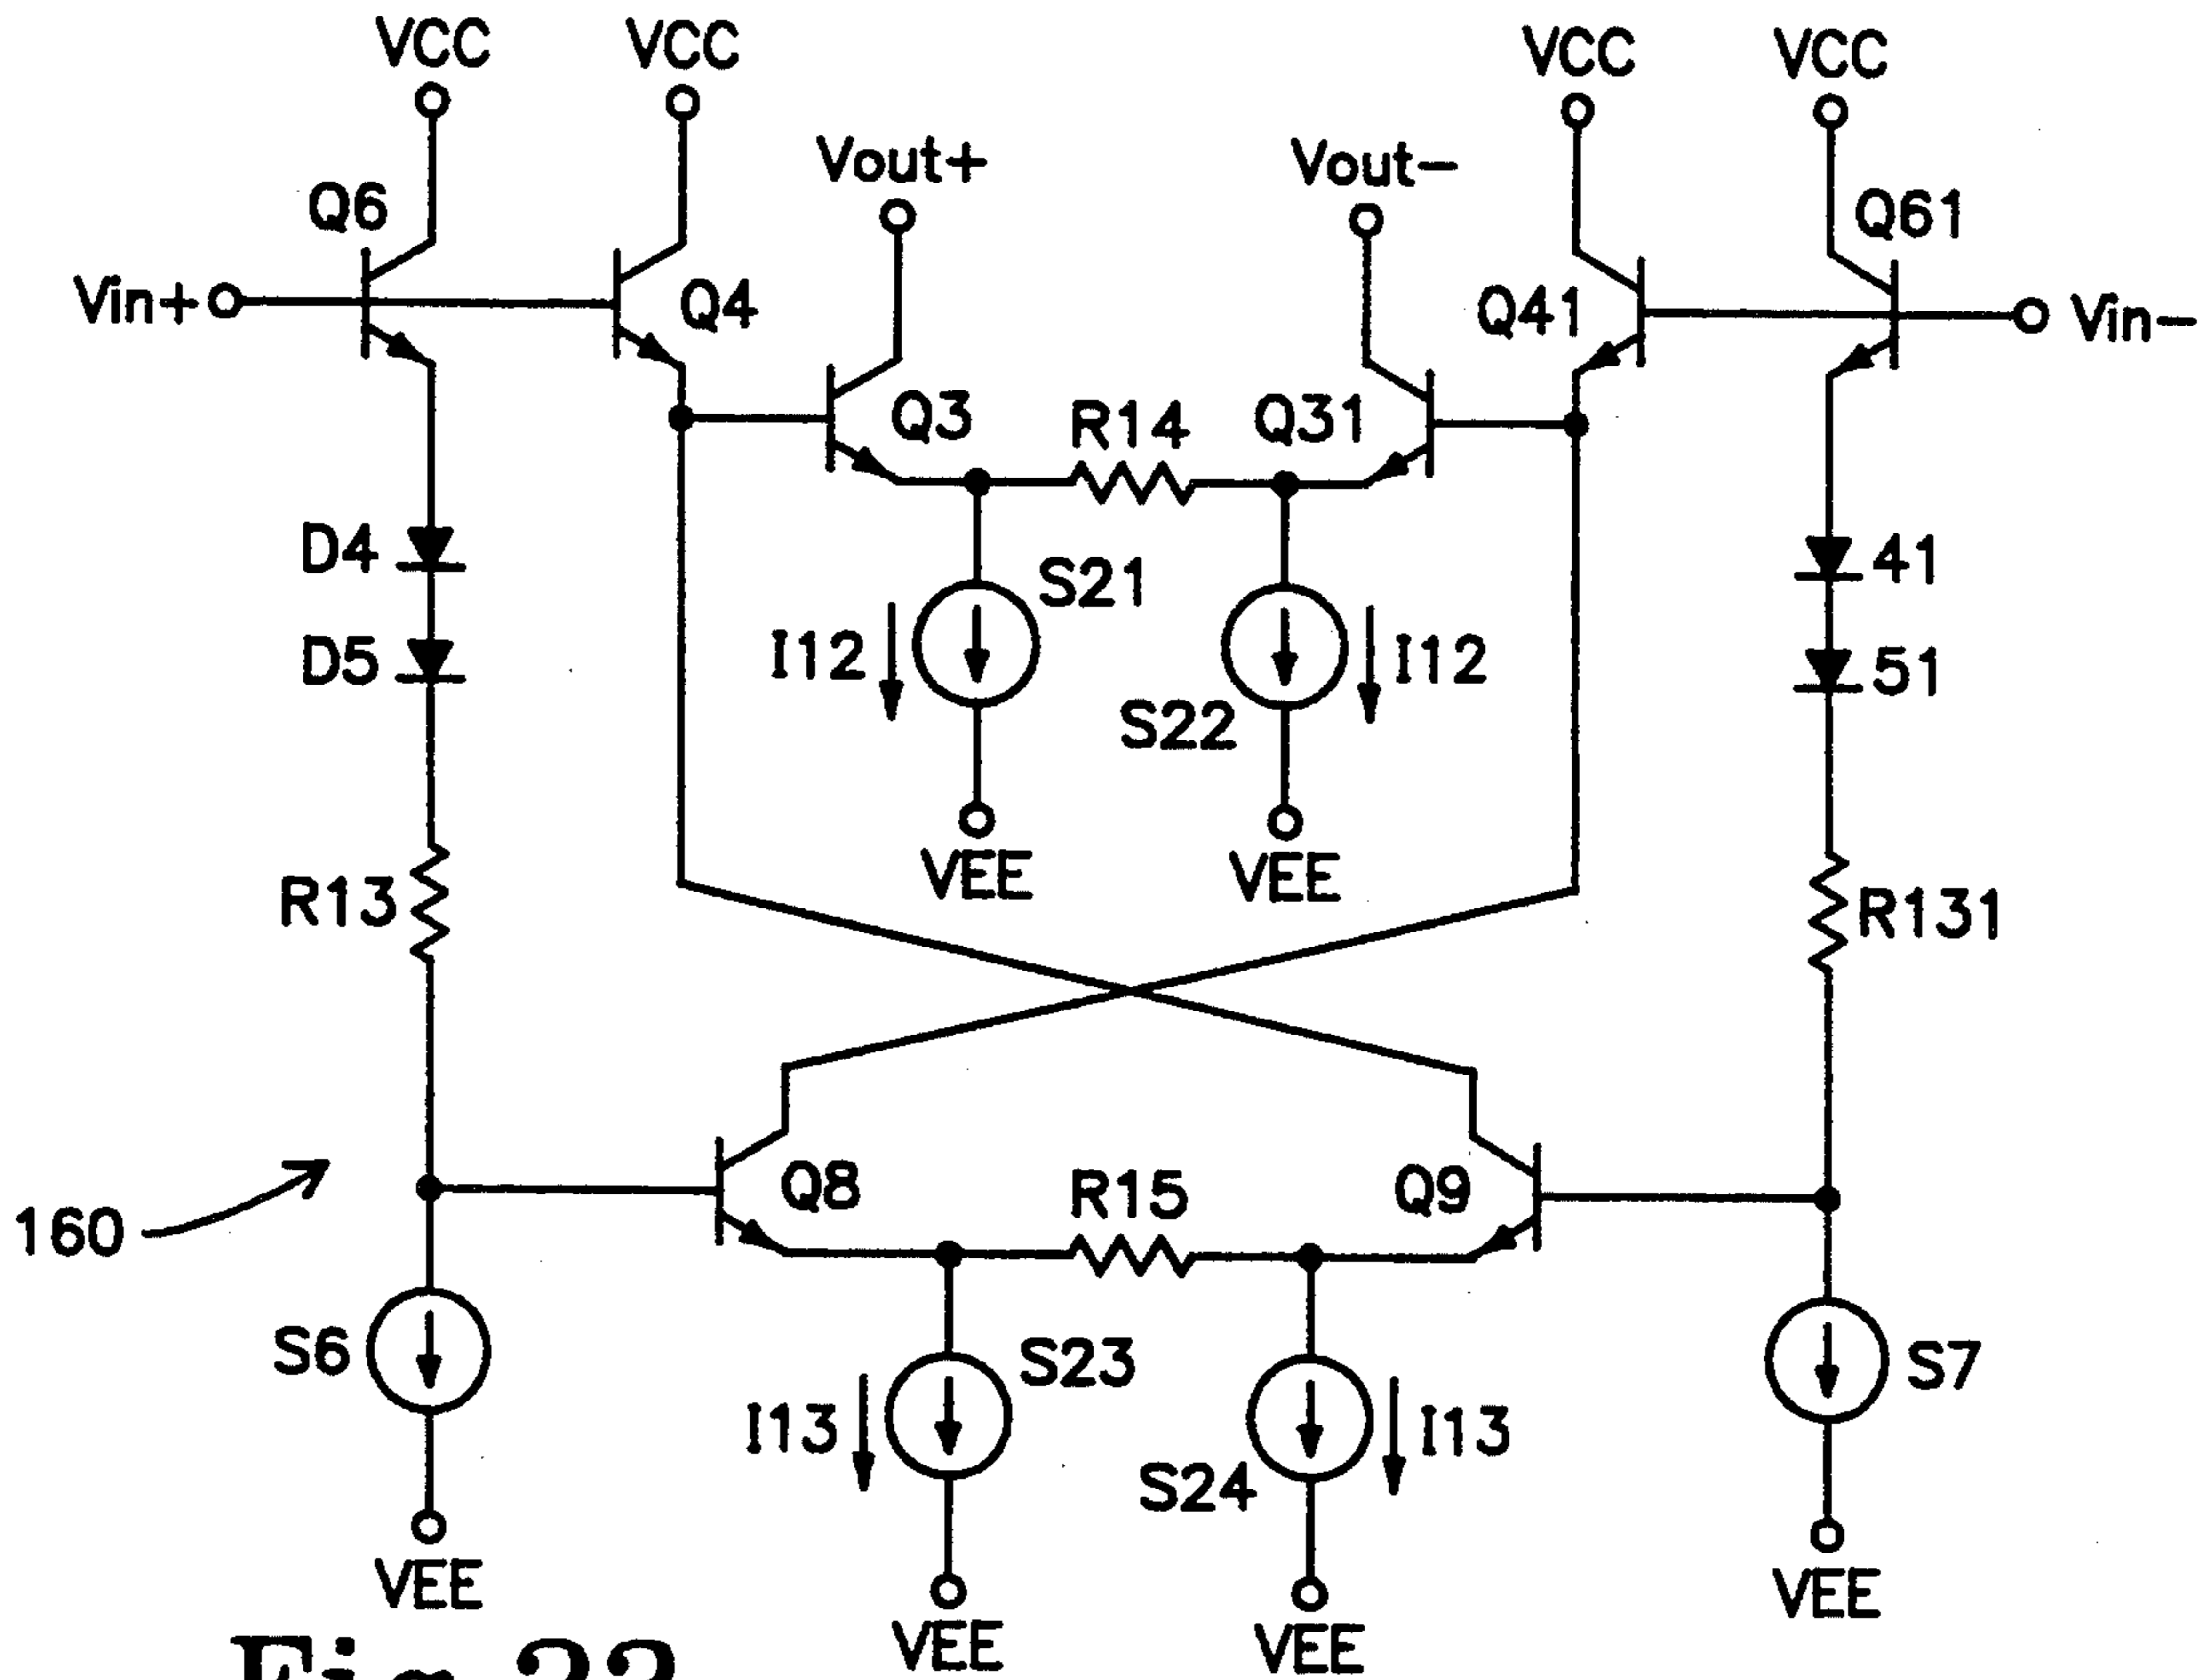 VCC VCC VCC VCC
Vout+ Vout-
Q6 Q61
Vin+ Q4 Q41 Vin-
Q3 R14 Q31
D4 S21 41
D5 I12 I12 51
S22
R13 VEE VEE R131
160 Q8 R15 Q9
S6 S23 S7
I13 I13
S24
VEE VEE
VEE VEE
Fig. 22